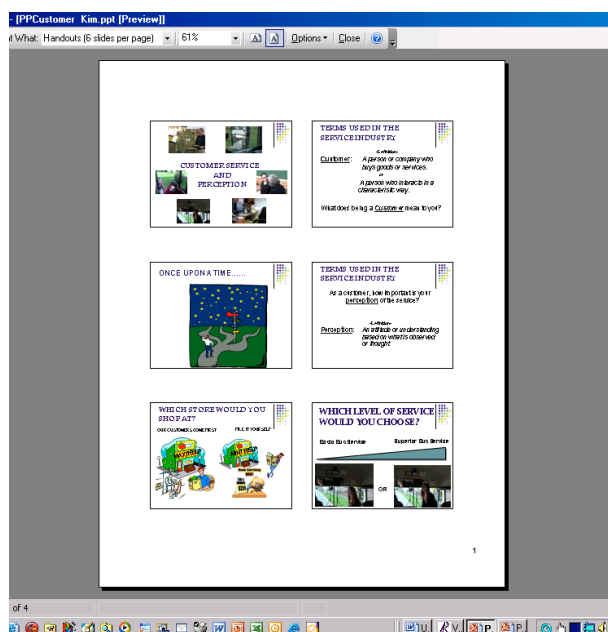 - [PPCustomer Kim.ppt [Preview]]
t What: Handouts (6 slides per page) 61% Options Close
CUSTOMER SERVICE
AND
PERCEPTION
TERMS USED IN THE
SERVICE INDUSTRY
-Definition-
Customer: A person or company who
buys goods or services.
or
A person who interacts in a
characteristic way.
What does being a Customer mean to you?
ONCE UPON A TIME......
TERMS USED IN THE
SERVICE INDUSTRY
As a customer, how important is your
perception of the service?
-Definition-
Perception: An attitude or understanding
based on what is observed
or thought
WHICH STORE WOULD YOU
SHOP AT?
OUR CUSTOMERS COME FIRST FILL IT YOURSELF
WHICH LEVEL OF SERVICE
WOULD YOU CHOOSE?
Basic Bus Service Superior Bus Service
OR
1
of 4